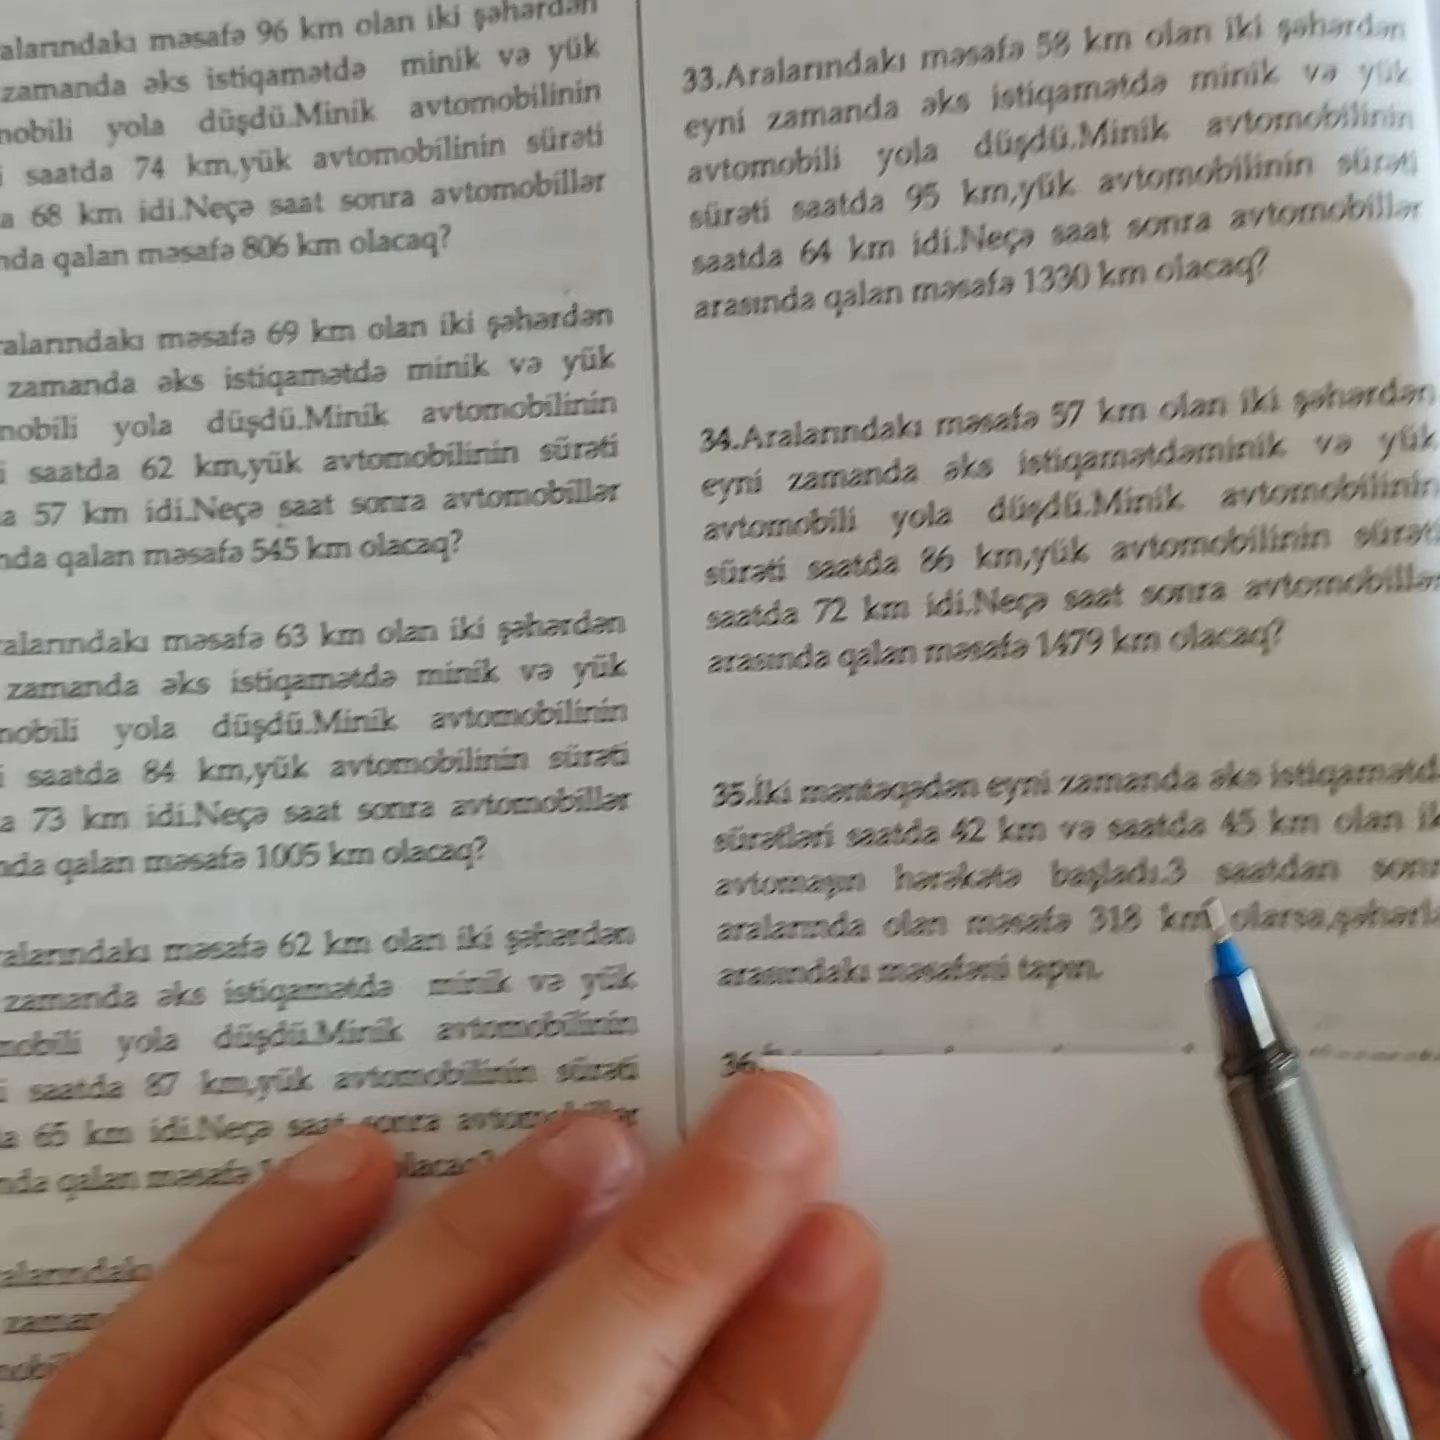 alarındakı məsafə 96 km olan iki şəhərdən
zamanda əks istiqamətdə minik və yük
mobili yola düşdü.Minik avtomobilinin
i saatda 74 km,yük avtomobilinin sürəti
a 68 km idi.Neçə saat sonra avtomobillər
nda qalan məsafə 806 km olacaq?
ralarındakı məsafə 69 km olan iki şəhərdən
zamanda əks istiqamətdə minik və yük
mobili yola düşdü.Minik avtomobilinin
i saatda 62 km,yük avtomobilinin sürəti
a 57 km idi.Neçə saat sonra avtomobillər
nda qalan məsafə 545 km olacaq?
ralarındakı məsafə 63 km olan iki şəhərdən
zamanda əks istiqamətdə minik və yük
mobili yola düşdü.Minik avtomobilinin
i saatda 84 km,yük avtomobilinin sürəti
a 73 km idi.Neçə saat sonra avtomobillər
nda qalan məsafə 1005 km olacaq?
ralarındakı məsafə 62 km olan iki şəhərdən
zamanda əks istiqamətdə minik və yük
mobili yola düşdü.Minik avtomobilinin
i saatda 87 km,yük avtomobilinin sürəti
a 65 km idi.Neçə saat sonra
nda qalan məsafə
alarındakı
zaman
33.Aralarındakı məsafə 58 km olan iki şəhərdən
eyni zamanda əks istiqamətdə minik və yük
avtomobili yola düşdü.Minik avtomobilinin
sürəti saatda 95 km,yük avtomobilinin sürəti
saatda 64 km idi.Neçə saat sonra avtomobillər
arasında qalan məsafə 1330 km olacaq?
34.Aralarındakı məsafə 57 km olan iki şəhərdən
eyni zamanda əks istiqamətdəminik və yük
avtomobili yola düşdü.Minik avtomobilinin
sürəti saatda 86 km,yük avtomobilinin sürəti
saatda 72 km idi.Neçə saat sonra avtomobillər
arasında qalan məsafə 1479 km olacaq?
35.İki məntəqədən eyni zamanda əks istiqamətd
sürətləri saatda 42 km və saatda 45 km olan ik
avtomaşın hərəkətə başladı.3 saatdan sonr
aralarında olan məsafə 318 km olarsa,şəhərlə
arasındakı məsafəni tapın.
36.